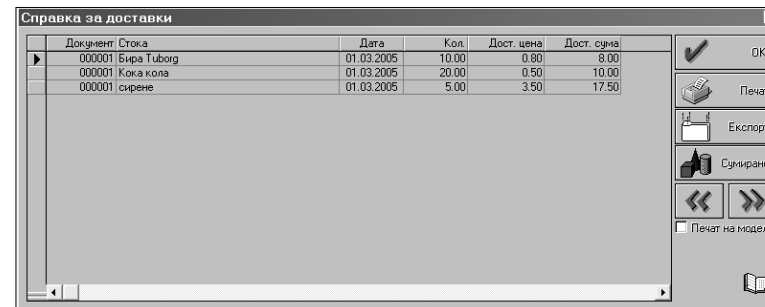 Справка за доставки
Документ Стока Дата Кол. Дост. цена Дост. сума
000001 Бира Tuborg 01.03.2005 10.00 0.80 8.00
000001 Кока кола 01.03.2005 20.00 0.50 10.00
000001 сирене 01.03.2005 5.00 3.50 17.50
OK
Печат
Експорт
Сумиран
Печат на модел